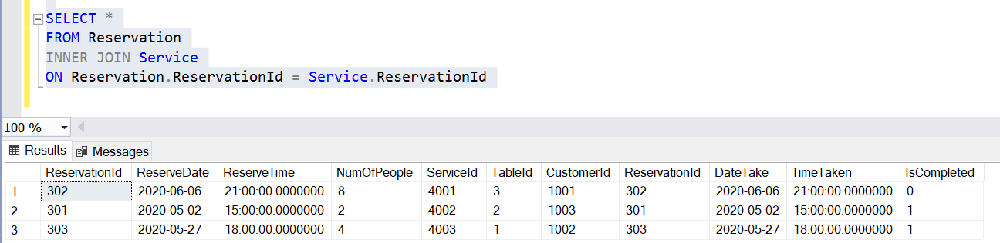 SELECT *
FROM Reservation
INNER JOIN Service
ON Reservation.ReservationId = Service.ReservationId
100 %
Results Messages
ReservationId ReserveDate ReserveTime NumOfPeople ServiceId TableId CustomerId ReservationId DateTake TimeTaken IsCompleted
1 302 2020-06-06 21:00:00.0000000 8 4001 3 1001 302 2020-06-06 21:00:00.0000000 0
2 301 2020-05-02 15:00:00.0000000 2 4002 2 1003 301 2020-05-02 15:00:00.0000000 1
3 303 2020-05-27 18:00:00.0000000 4 4003 1 1002 303 2020-05-27 18:00:00.0000000 1